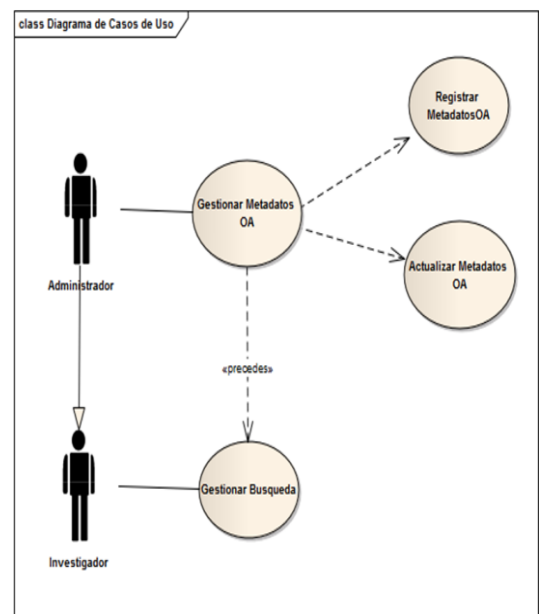 class Diagrama de Casos de Uso
Registrar
MetadatosOA
Gestionar Metadatos
OA
Administrador
Actualizar Metadatos
OA
«precedes»
Gestionar Busqueda
Investigador